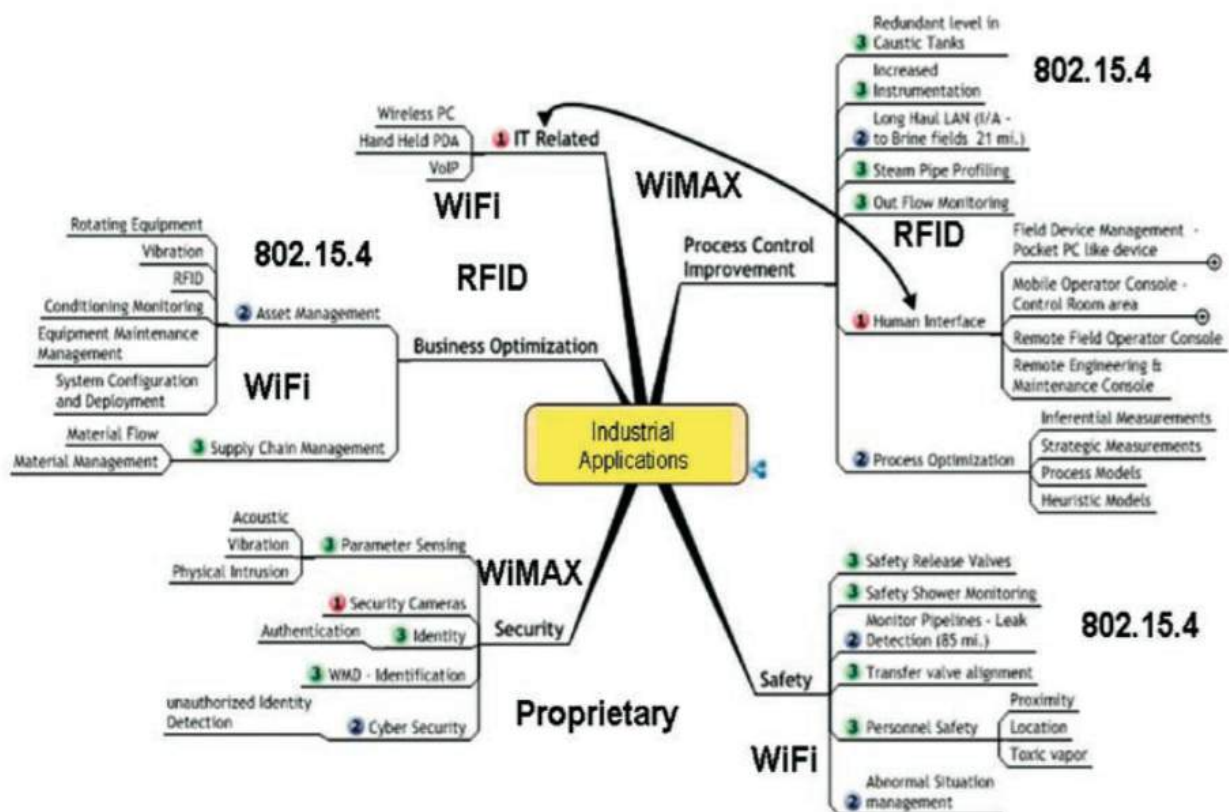 Redundant level in
3 Caustic Tanks
802.15.4
Increased
3 Instrumentation
Long Haul LAN (I/A -
2 to Brine fields 21 mi.)
3 Steam Pipe Profiling
3 Out Flow Monitoring
Wireless PC
Hand Held PDA
VoIP
1 IT Related
WiFi
WiMAX
RFID
Process Control
Improvement
RFID
Field Device Management -
Pocket PC like device
Mobile Operator Console -
Control Room area
1 Human Interface
Remote Field Operator Console
Remote Engineering &
Maintenance Console
Inferential Measurements
Strategic Measurements
2 Process Optimization
Process Models
Heuristic Models
Rotating Equipment
Vibration
802.15.4
RFID
Conditioning Monitoring
2 Asset Management
Equipment Maintenance
Management
System Configuration
and Deployment
WiFi
Business Optimization
Material Flow
Material Management
3 Supply Chain Management
Industrial
Applications
Acoustic
Vibration
Physical Intrusion
3 Parameter Sensing
WiMAX
1 Security Cameras
Authentication
3 Identity
Security
3 WMD - Identification
unauthorized Identity
Detection
2 Cyber Security
Proprietary
3 Safety Release Valves
3 Safety Shower Monitoring
Monitor Pipelines - Leak
2 Detection (85 mi.)
802.15.4
3 Transfer valve alignment
Safety
Proximity
3 Personnel Safety
Location
Toxic vapor
WiFi
Abnormal Situation
2 management